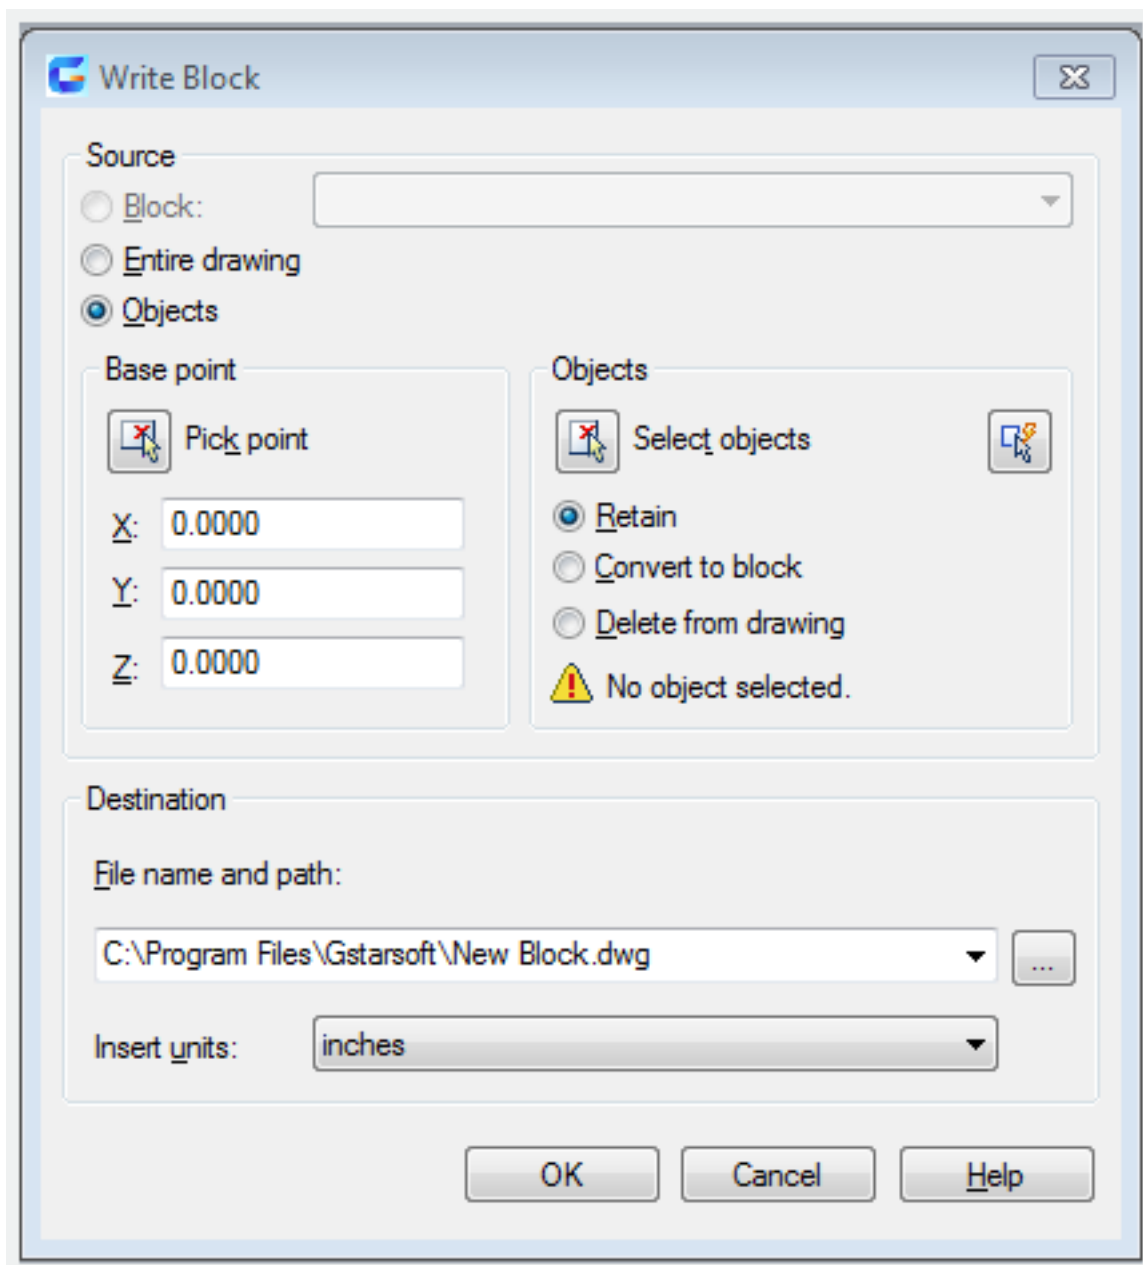 Write Block
Source
Block:
Entire drawing
Objects
Base point
Pick point
X: 0.0000
Y: 0.0000
Z: 0.0000
Objects
Select objects
Retain
Convert to block
Delete from drawing
No object selected.
Destination
File name and path:
C:\Program Files\Gstarsoft\New Block.dwg
...
Insert units: inches
OK Cancel Help